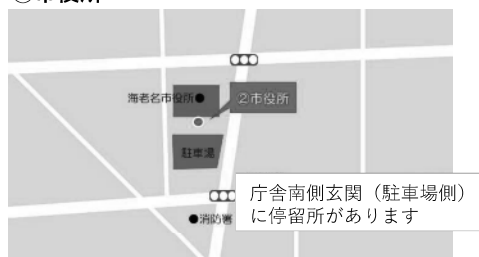 ②市役所
海老名市役所●
②市役所
駐車場
庁舎南側玄関（駐車場側）
に停留所があります
●消防署